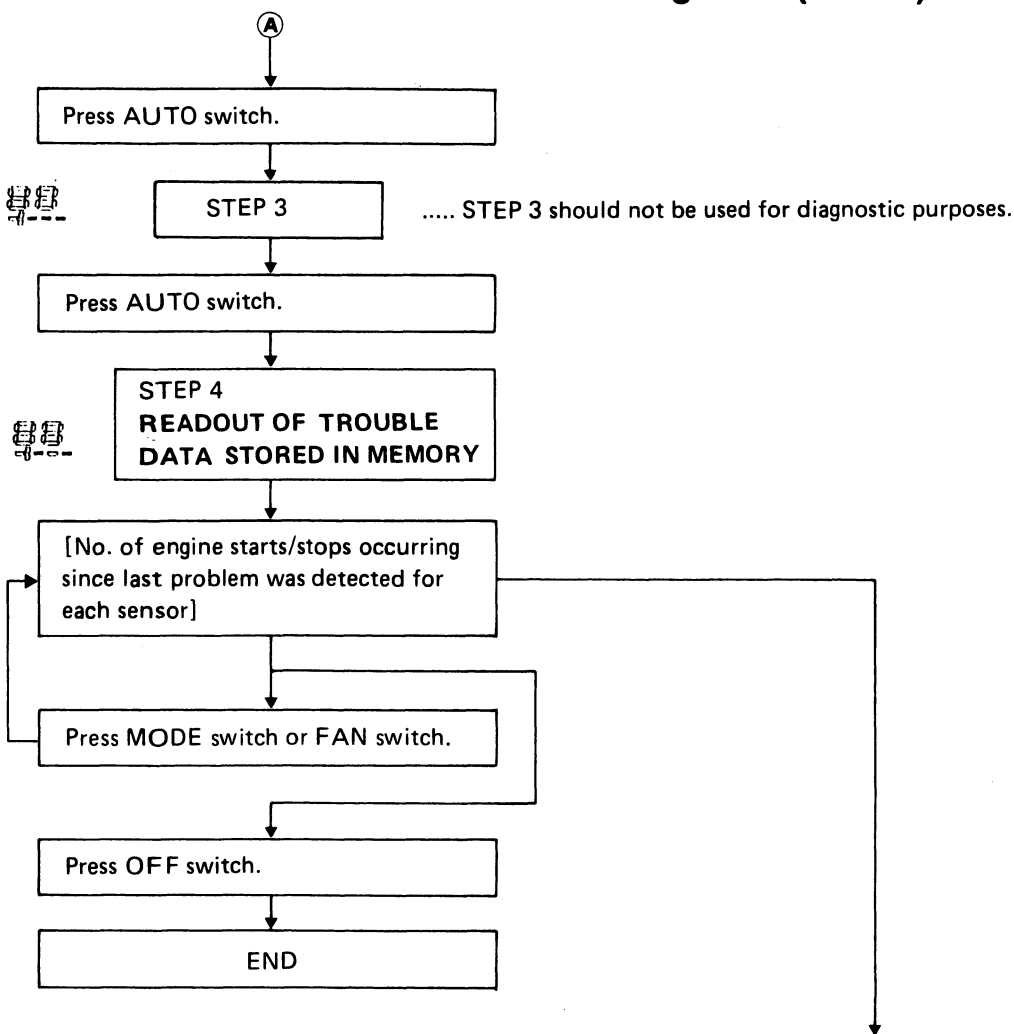 A
Press AUTO switch.
STEP 3
..... STEP 3 should not be used for diagnostic purposes.
Press AUTO switch.
STEP 4
READOUT OF TROUBLE
DATA STORED IN MEMORY
[No. of engine starts/stops occurring
since last problem was detected for
each sensor]
Press MODE switch or FAN switch.
Press OFF switch.
END